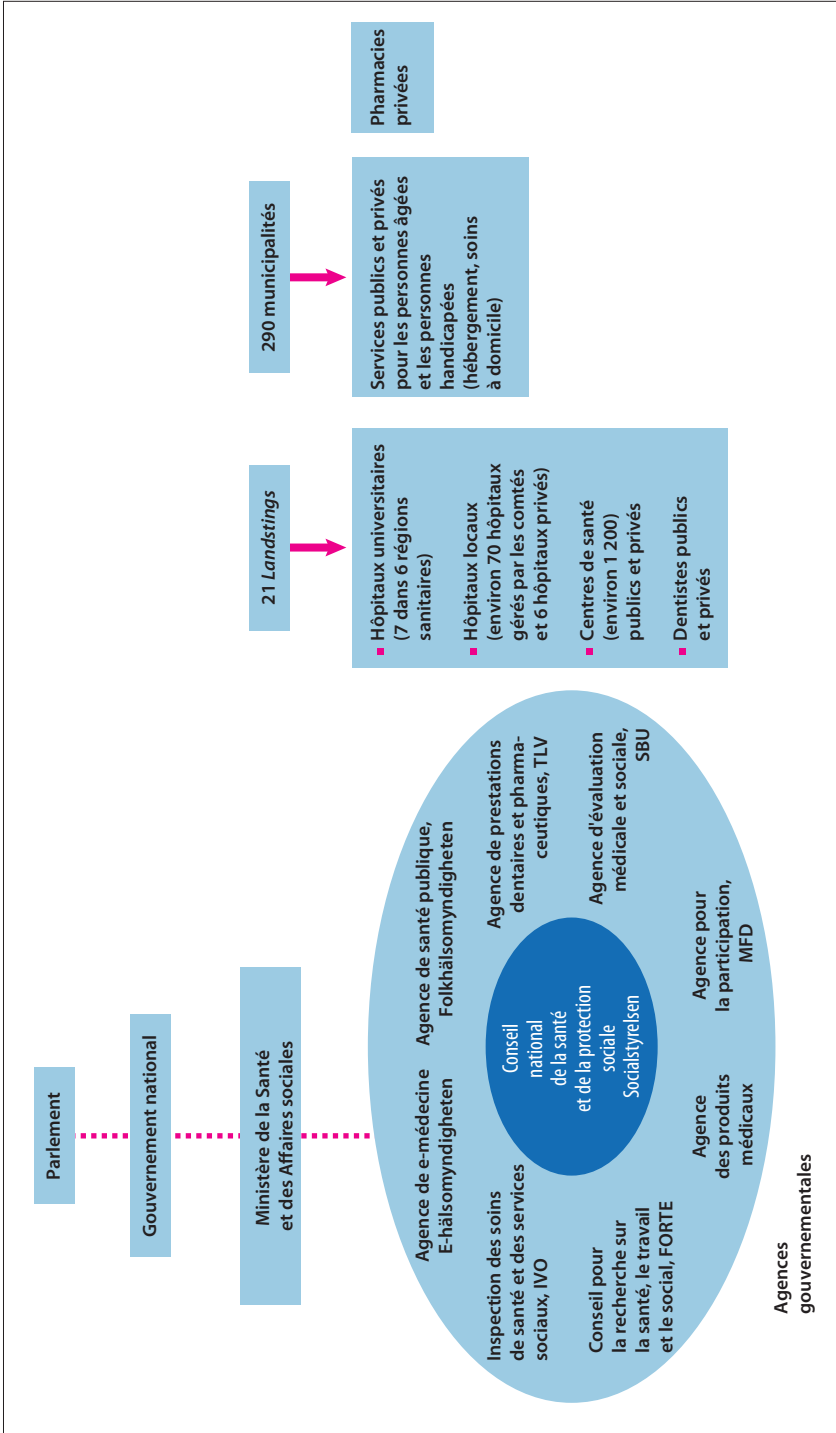 Parlement
Gouvernement national
Ministère de la Santé
et des Affaires sociales
Agence de e-médecine
E-hälsomyndigheten
Agence de santé publique,
Folkhälsomyndigheten
Inspection des soins
de santé et des services
sociaux, IVO
Agence de prestations
dentaires et pharma-
ceutiques, TLV
Conseil
national
de la santé
et de la protection
sociale
Socialstyrelsen
Conseil pour
la recherche sur
la santé, le travail
et le social, FORTE
Agence d'évaluation
médicale et sociale,
SBU
Agence
des produits
médicaux
Agence pour
la participation,
MFD
Agences
gouvernementales
21 Landstings
Hôpitaux universitaires
(7 dans 6 régions
sanitaires)
Hôpitaux locaux
(environ 70 hôpitaux
gérés par les comtés
et 6 hôpitaux privés)
Centres de santé
(environ 1 200)
publics et privés
Dentistes publics
et privés
290 municipalités
Services publics et privés
pour les personnes âgées
et les personnes
handicapées
(hébergement, soins
à domicile)
Pharmacies
privées